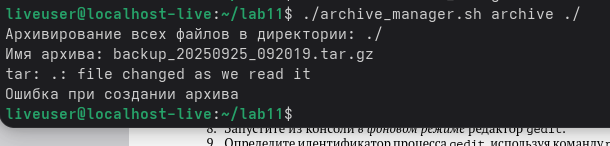 liveuser@localhost-live:~/lab11$ ./archive_manager.sh archive ./
Архивирование всех файлов в директории: ./
Имя архива: backup_20250925_092019.tar.gz
tar: .: file changed as we read it
Ошибка при создании архива
liveuser@localhost-live:~/lab11$
8. Запустите из консоли в фоновом режиме редактор gedit.
9. Определите идентификатор процесса gedit, используя команду